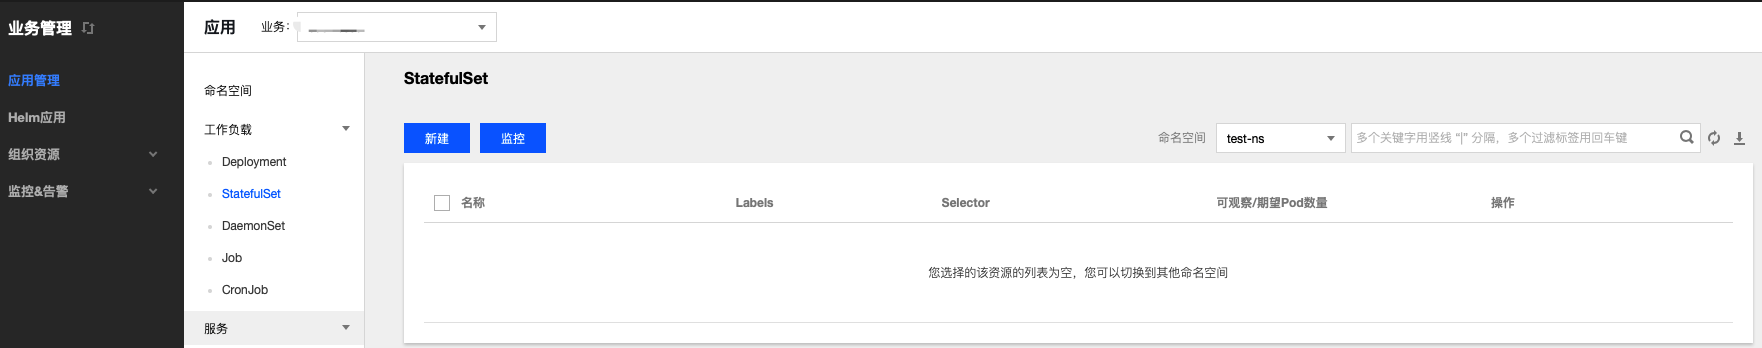 业务管理
应用管理
Helm应用
组织资源
监控&告警
应用 业务：
命名空间
工作负载
Deployment
StatefulSet
DaemonSet
Job
CronJob
服务
StatefulSet
新建 监控 命名空间 test-ns 多个关键字用竖线 “|” 分隔，多个过滤标签用回车键
名称 Labels Selector 可观察/期望Pod数量 操作
您选择的该资源的列表为空，您可以切换到其他命名空间